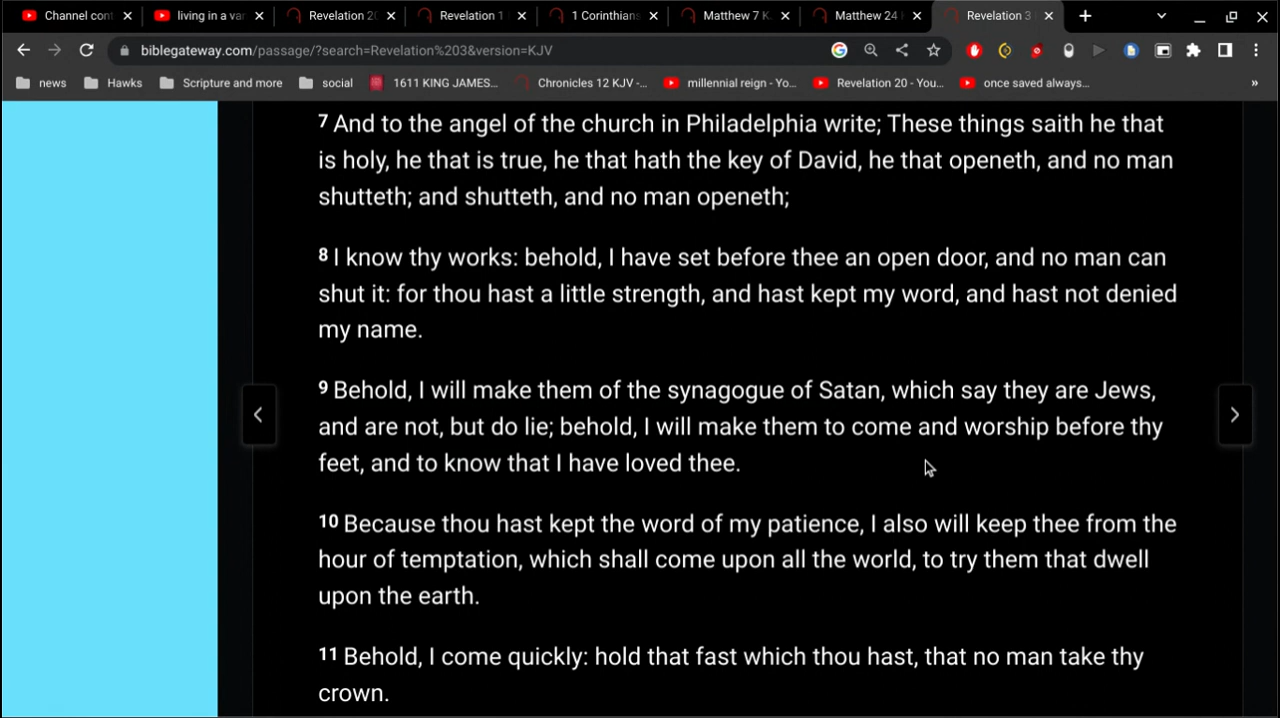 Channel cont
living in a var
Revelation 20
Revelation 1
1 Corinthians
Matthew 7 K
Matthew 24
Revelation 3
biblegateway.com/passage/?search=Revelation%203&version=KJV
news
Hawks
Scripture and more
social
1611 KING JAMES...
Chronicles 12 KJV -...
millennial reign - Yo...
Revelation 20 - You...
once saved always...
7 And to the angel of the church in Philadelphia write; These things saith he that
is holy, he that is true, he that hath the key of David, he that openeth, and no man
shutteth; and shutteth, and no man openeth;
8 I know thy works: behold, I have set before thee an open door, and no man can
shut it: for thou hast a little strength, and hast kept my word, and hast not denied
my name.
9 Behold, I will make them of the synagogue of Satan, which say they are Jews,
and are not, but do lie; behold, I will make them to come and worship before thy
feet, and to know that I have loved thee.
10 Because thou hast kept the word of my patience, I also will keep thee from the
hour of temptation, which shall come upon all the world, to try them that dwell
upon the earth.
11 Behold, I come quickly: hold that fast which thou hast, that no man take thy
crown.